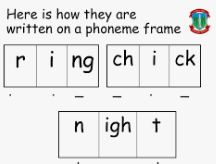 Here is how they are
written on a phoneme frame
r i ng ch i ck
n igh t